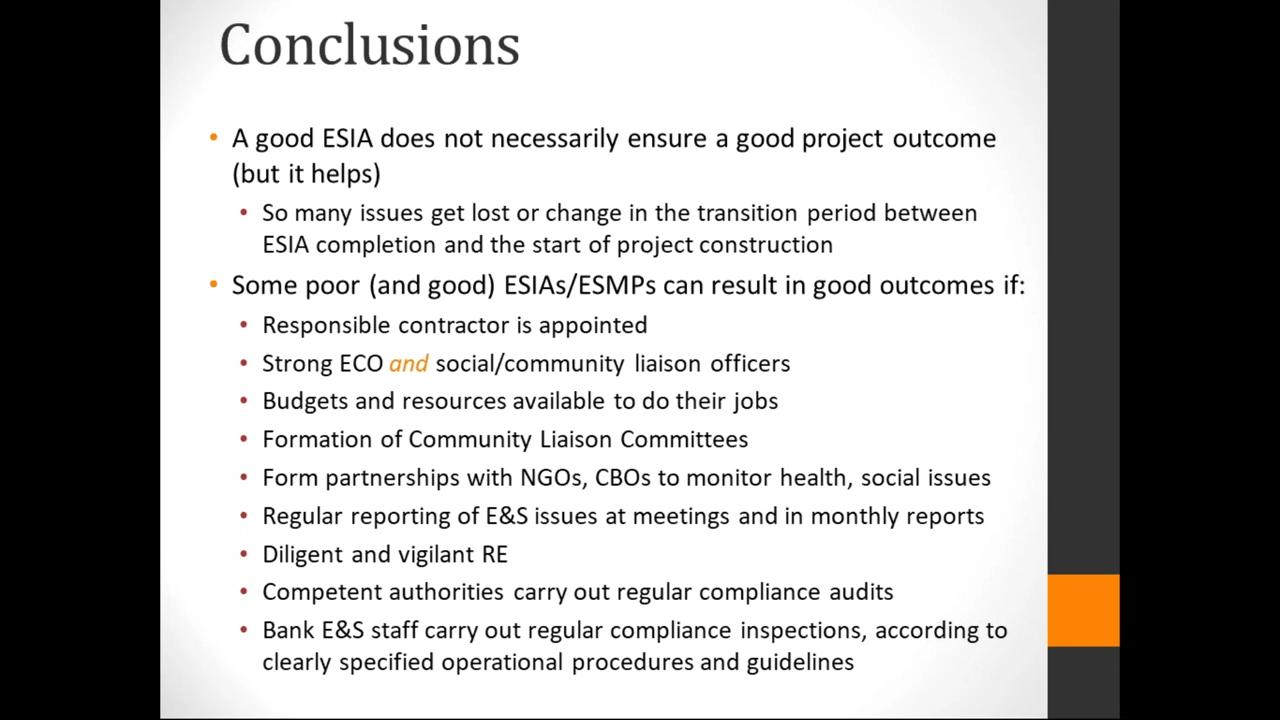 Conclusions
• A good ESIA does not necessarily ensure a good project outcome
(but it helps)
• So many issues get lost or change in the transition period between
ESIA completion and the start of project construction
• Some poor (and good) ESIAs/ESMPs can result in good outcomes if:
• Responsible contractor is appointed
• Strong ECO and social/community liaison officers
• Budgets and resources available to do their jobs
• Formation of Community Liaison Committees
• Form partnerships with NGOs, CBOs to monitor health, social issues
• Regular reporting of E&S issues at meetings and in monthly reports
• Diligent and vigilant RE
• Competent authorities carry out regular compliance audits
• Bank E&S staff carry out regular compliance inspections, according to
clearly specified operational procedures and guidelines